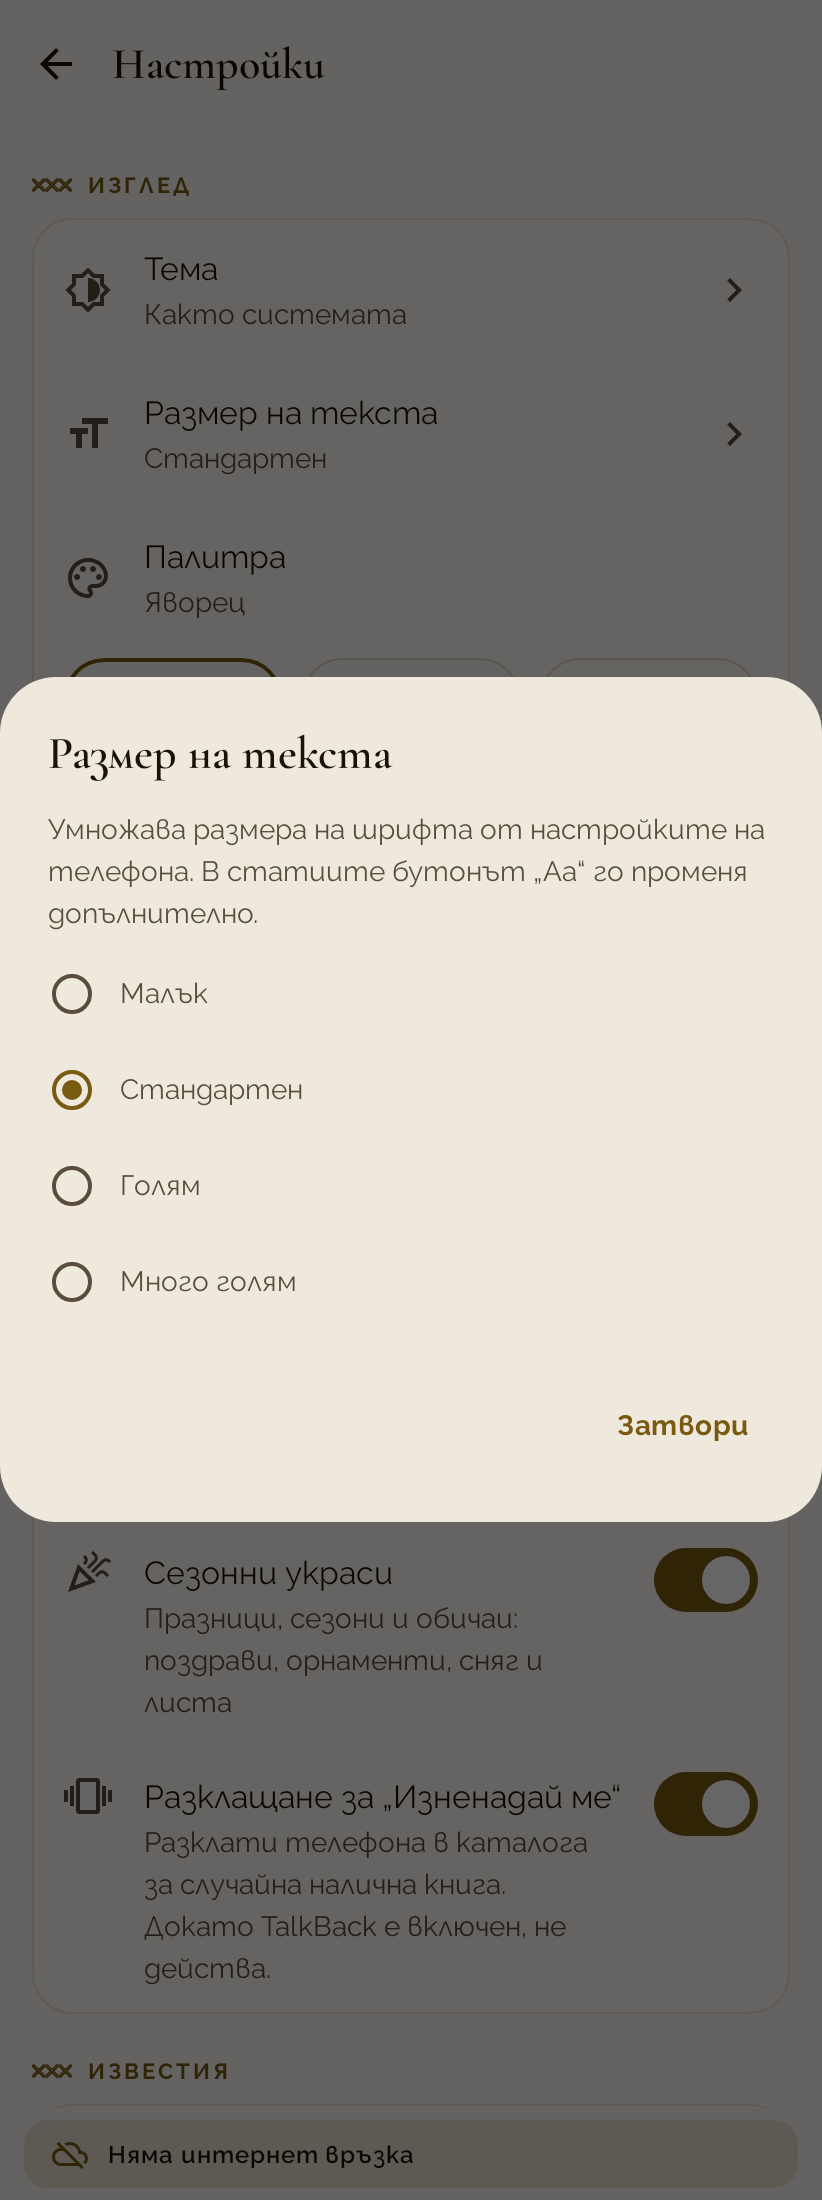 Настройки
ИЗГЛЕД
Тема
Както системата
Размер на текста
Стандартен
Палитра
Яворец
Размер на текста
Умножава размера на шрифта от настройките на
телефона. В статиите бутонът „Аа“ го променя
допълнително.
Малък
Стандартен
Голям
Много голям
Затвори
Сезонни украси
Празници, сезони и обичаи:
поздрави, орнаменти, сняг и
листа
Разклащане за „Изненадай ме“
Разклати телефона в каталога
за случайна налична книга.
Докато TalkBack е включен, не
действа.
ИЗВЕСТИЯ
Няма интернет връзка